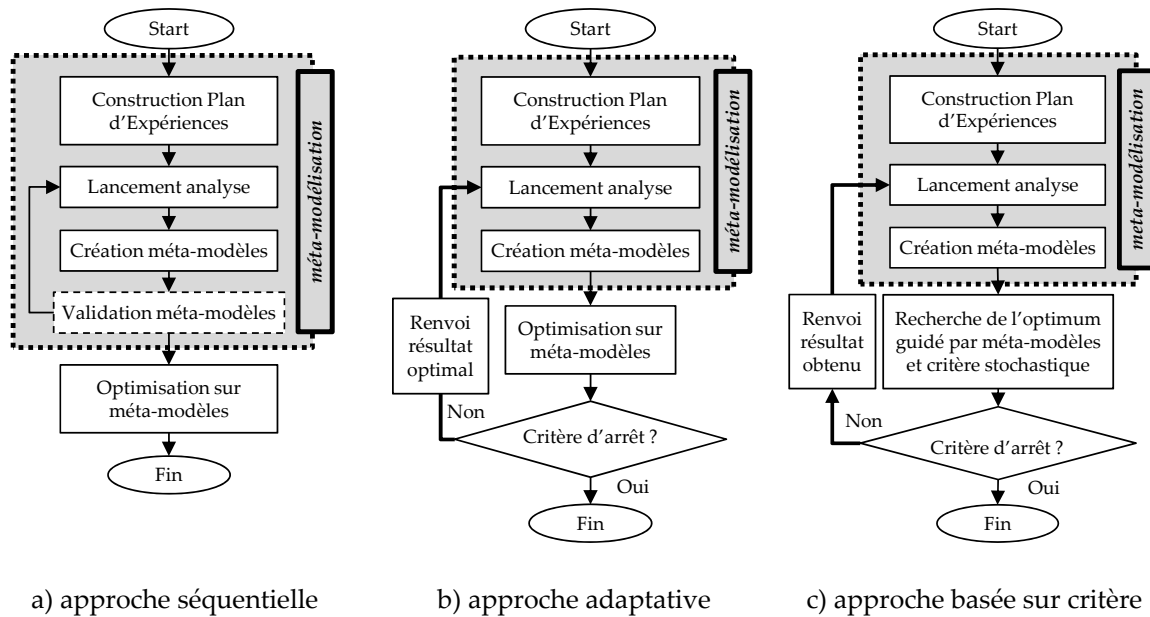 Start
Construction Plan
d'Expériences
Lancement analyse
Création méta-modèles
Validation méta-modèles
méta-modélisation
Optimisation sur
méta-modèles
Fin
a) approche séquentielle
Start
Construction Plan
d'Expériences
Lancement analyse
Création méta-modèles
méta-modélisation
Renvoi
résultat
optimal
Optimisation sur
méta-modèles
Non
Critère d'arrêt ?
Oui
Fin
b) approche adaptative
Start
Construction Plan
d'Expériences
Lancement analyse
Création méta-modèles
meta-modélisation
Renvoi
résultat
obtenu
Recherche de l'optimum
guidé par méta-modèles
et critère stochastique
Non
Critère d'arrêt ?
Oui
Fin
c) approche basée sur critère